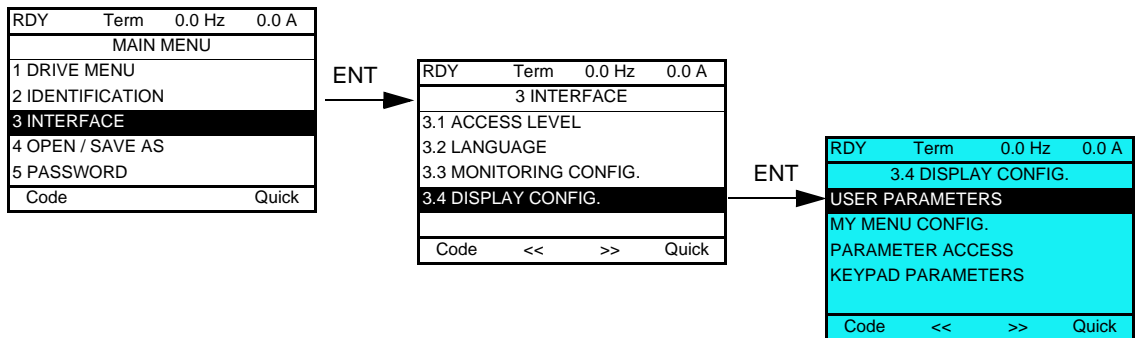 RDY Term 0.0 Hz 0.0 A
MAIN MENU
1 DRIVE MENU
2 IDENTIFICATION
3 INTERFACE
4 OPEN / SAVE AS
5 PASSWORD
Code Quick
ENT
RDY Term 0.0 Hz 0.0 A
3 INTERFACE
3.1 ACCESS LEVEL
3.2 LANGUAGE
3.3 MONITORING CONFIG.
3.4 DISPLAY CONFIG.
Code << >> Quick
ENT
RDY Term 0.0 Hz 0.0 A
3.4 DISPLAY CONFIG.
USER PARAMETERS
MY MENU CONFIG.
PARAMETER ACCESS
KEYPAD PARAMETERS
Code << >> Quick